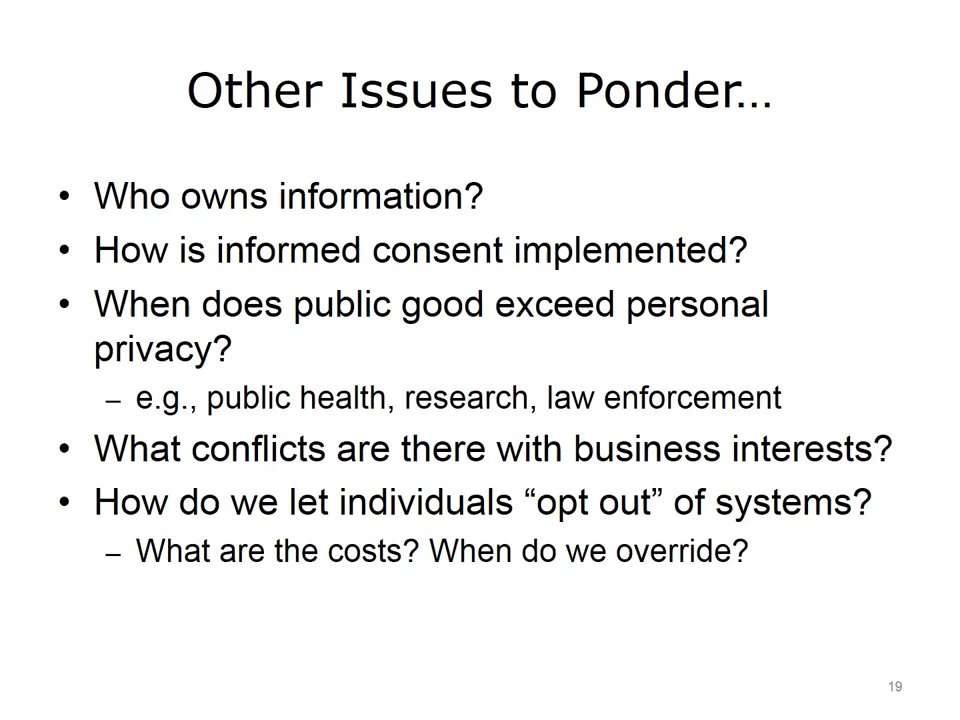 Other Issues to Ponder…
• Who owns information?
• How is informed consent implemented?
• When does public good exceed personal
privacy?
– e.g., public health, research, law enforcement
• What conflicts are there with business interests?
• How do we let individuals “opt out” of systems?
– What are the costs? When do we override?
19